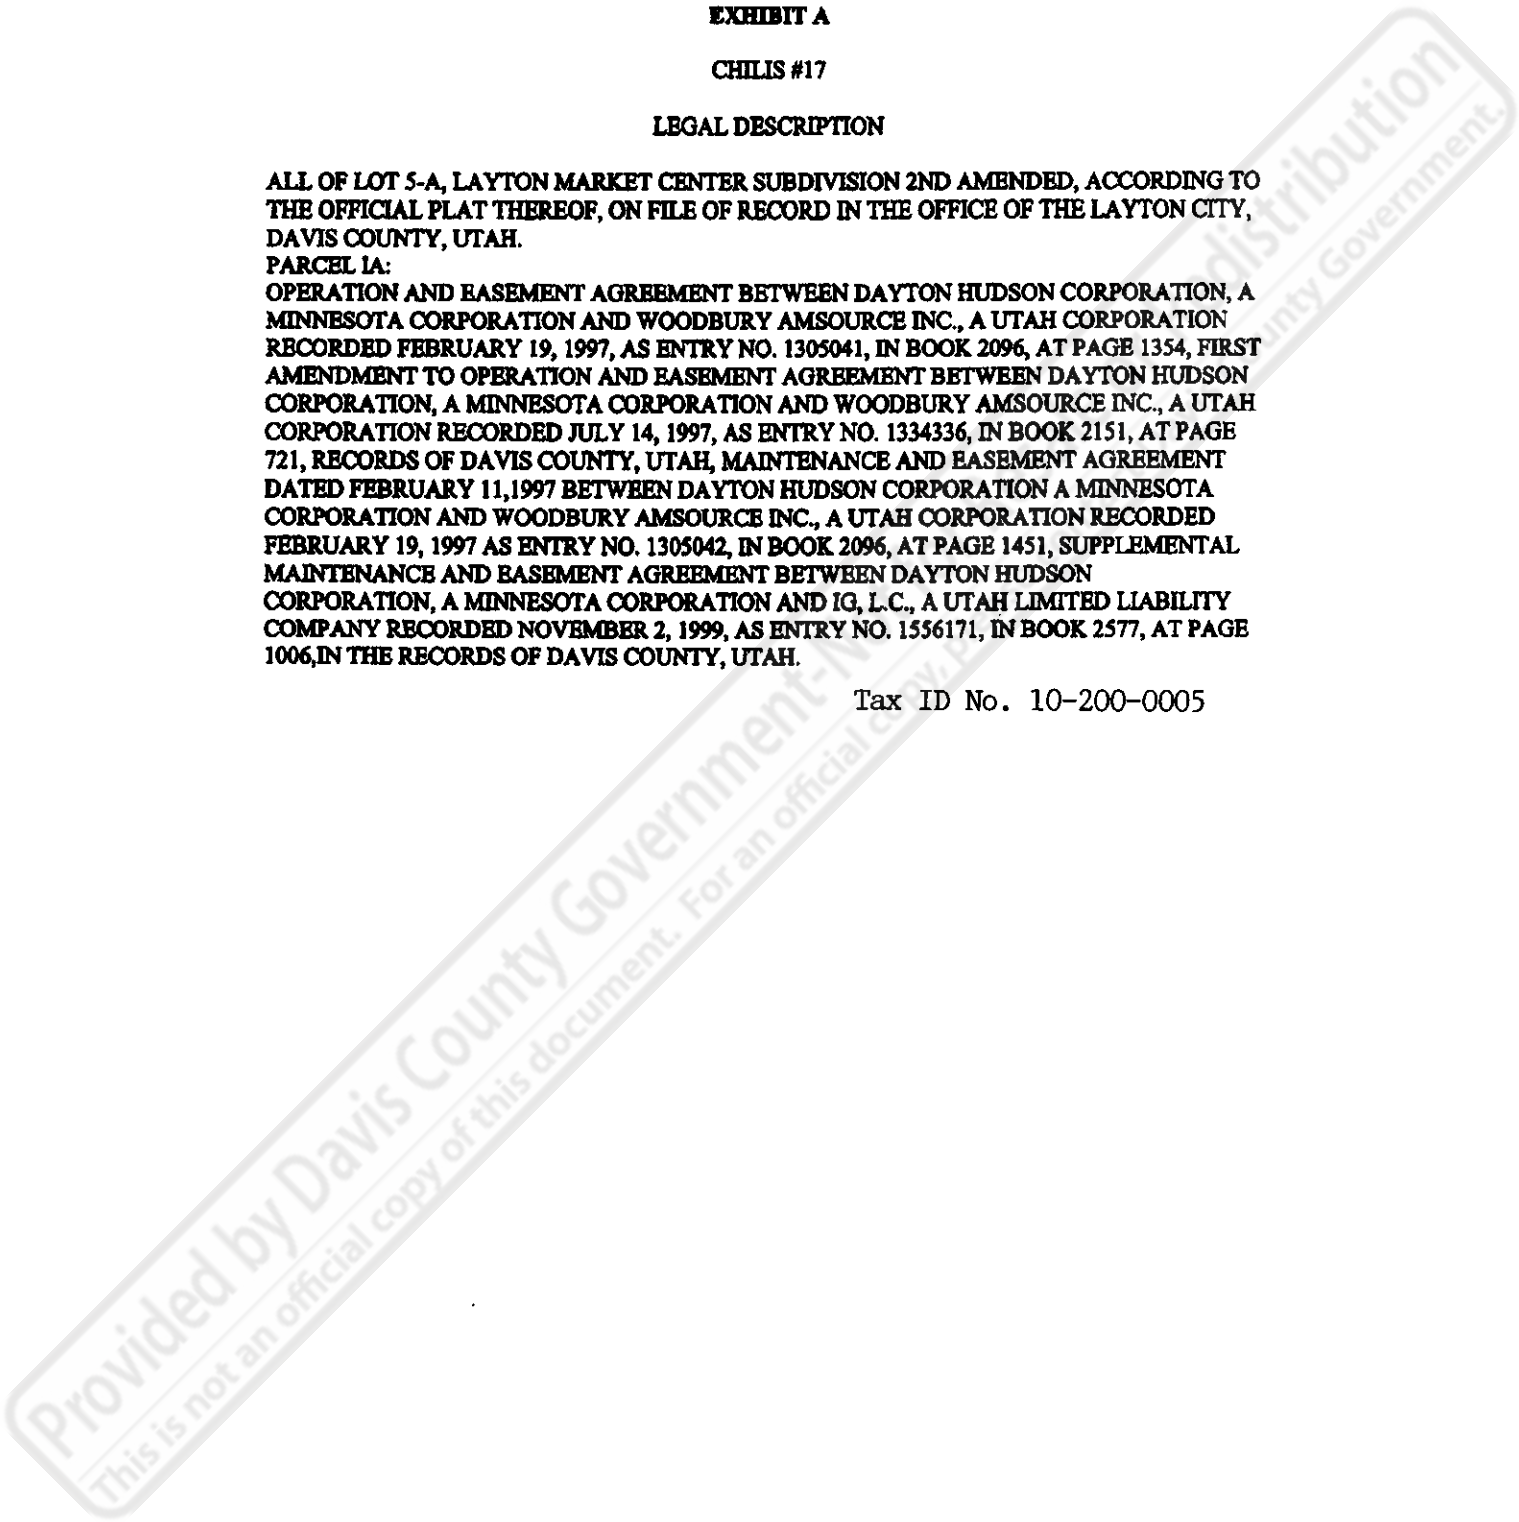 EXHIBIT A
CHILIS #17
LEGAL DESCRIPTION
ALL OF LOT 5-A, LAYTON MARKET CENTER SUBDIVISION 2ND AMENDED, ACCORDING TO
THE OFFICIAL PLAT THEREOF, ON FILE OF RECORD IN THE OFFICE OF THE LAYTON CITY,
DAVIS COUNTY, UTAH.
PARCEL 1A:
OPERATION AND EASEMENT AGREEMENT BETWEEN DAYTON HUDSON CORPORATION, A
MINNESOTA CORPORATION AND WOODBURY AMSOURCE INC., A UTAH CORPORATION
RECORDED FEBRUARY 19, 1997, AS ENTRY NO. 1305041, IN BOOK 2096, AT PAGE 1354, FIRST
AMENDMENT TO OPERATION AND EASEMENT AGREEMENT BETWEEN DAYTON HUDSON
CORPORATION, A MINNESOTA CORPORATION AND WOODBURY AMSOURCE INC., A UTAH
CORPORATION RECORDED JULY 14, 1997, AS ENTRY NO. 1334336, IN BOOK 2151, AT PAGE
721, RECORDS OF DAVIS COUNTY, UTAH, MAINTENANCE AND EASEMENT AGREEMENT
DATED FEBRUARY 11,1997 BETWEEN DAYTON HUDSON CORPORATION A MINNESOTA
CORPORATION AND WOODBURY AMSOURCE INC., A UTAH CORPORATION RECORDED
FEBRUARY 19, 1997 AS ENTRY NO. 1305042, IN BOOK 2096, AT PAGE 1451, SUPPLEMENTAL
MAINTENANCE AND EASEMENT AGREEMENT BETWEEN DAYTON HUDSON
CORPORATION, A MINNESOTA CORPORATION AND IG, L.C., A UTAH LIMITED LIABILITY
COMPANY RECORDED NOVEMBER 2, 1999, AS ENTRY NO. 1556171, IN BOOK 2577, AT PAGE
1006,IN THE RECORDS OF DAVIS COUNTY, UTAH.
Tax ID No. 10-200-0005
Provided by Davis County Government-Not for Redistribution
This is not an official copy of this document. For an official copy, County Government.